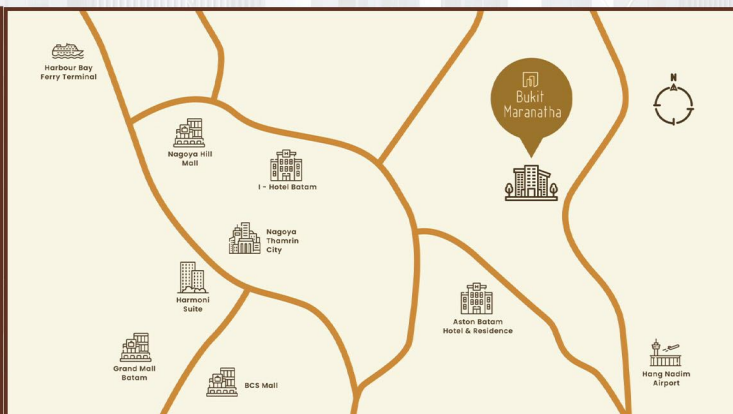 Harbour Bay
Ferry Terminal
Bukit
Maranatha
N
Nagoya Hill
Mall
I - Hotel Batam
Nagoya
Thamrin
City
Harmoni
Suite
Aston Batam
Hotel & Residence
Grand Mall
Batam
BCS Mall
Hang Nadim
Airport